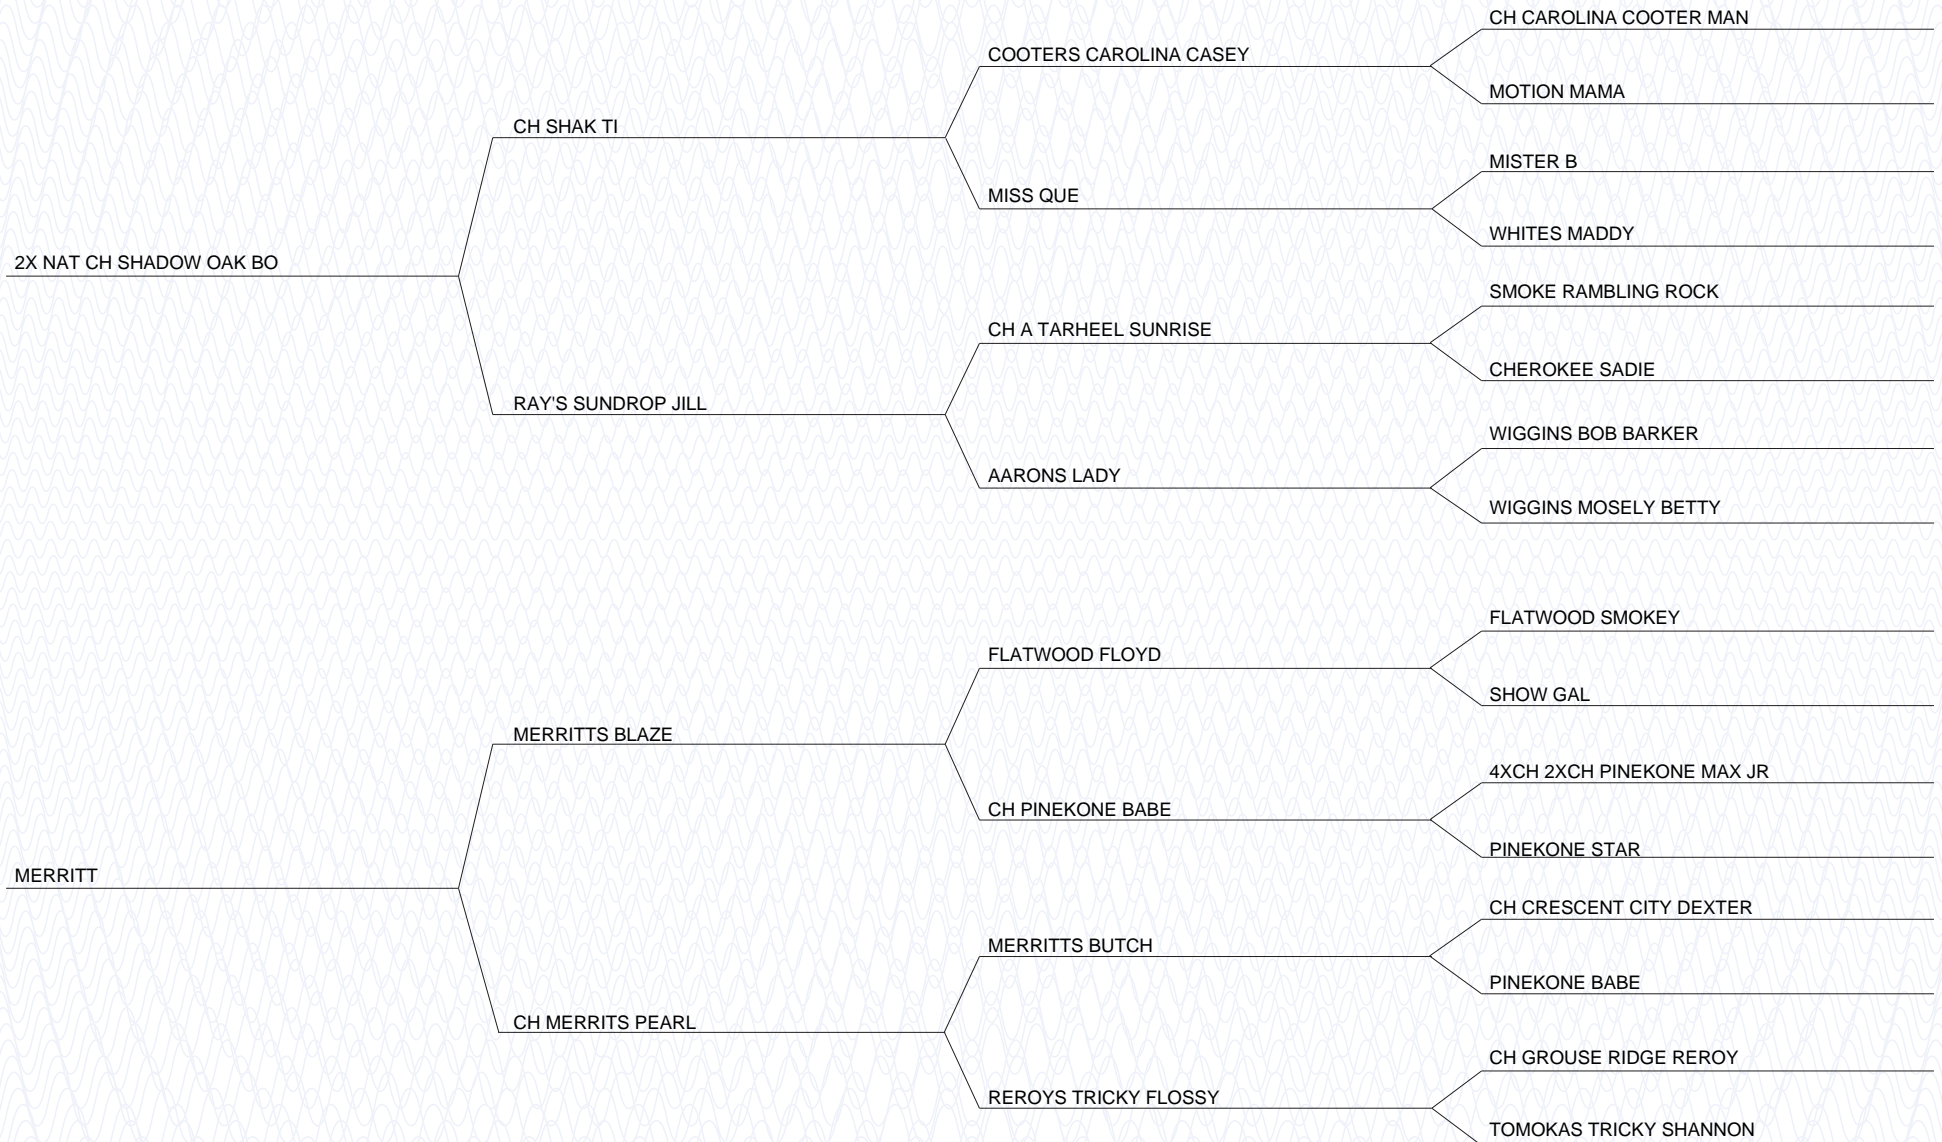 CH CAROLINA COOTER MAN
COOTERS CAROLINA CASEY
MOTION MAMA
CH SHAK TI
MISTER B
MISS QUE
WHITES MADDY
2X NAT CH SHADOW OAK BO
SMOKE RAMBLING ROCK
CH A TARHEEL SUNRISE
CHEROKEE SADIE
RAY'S SUNDROP JILL
WIGGINS BOB BARKER
AARONS LADY
WIGGINS MOSELY BETTY
FLATWOOD SMOKEY
FLATWOOD FLOYD
SHOW GAL
MERRITTS BLAZE
4XCH 2XCH PINEKONE MAX JR
CH PINEKONE BABE
PINEKONE STAR
MERRITT
CH CRESCENT CITY DEXTER
MERRITTS BUTCH
PINEKONE BABE
CH MERRITS PEARL
CH GROUSE RIDGE REROY
REROYS TRICKY FLOSSY
TOMOKAS TRICKY SHANNON